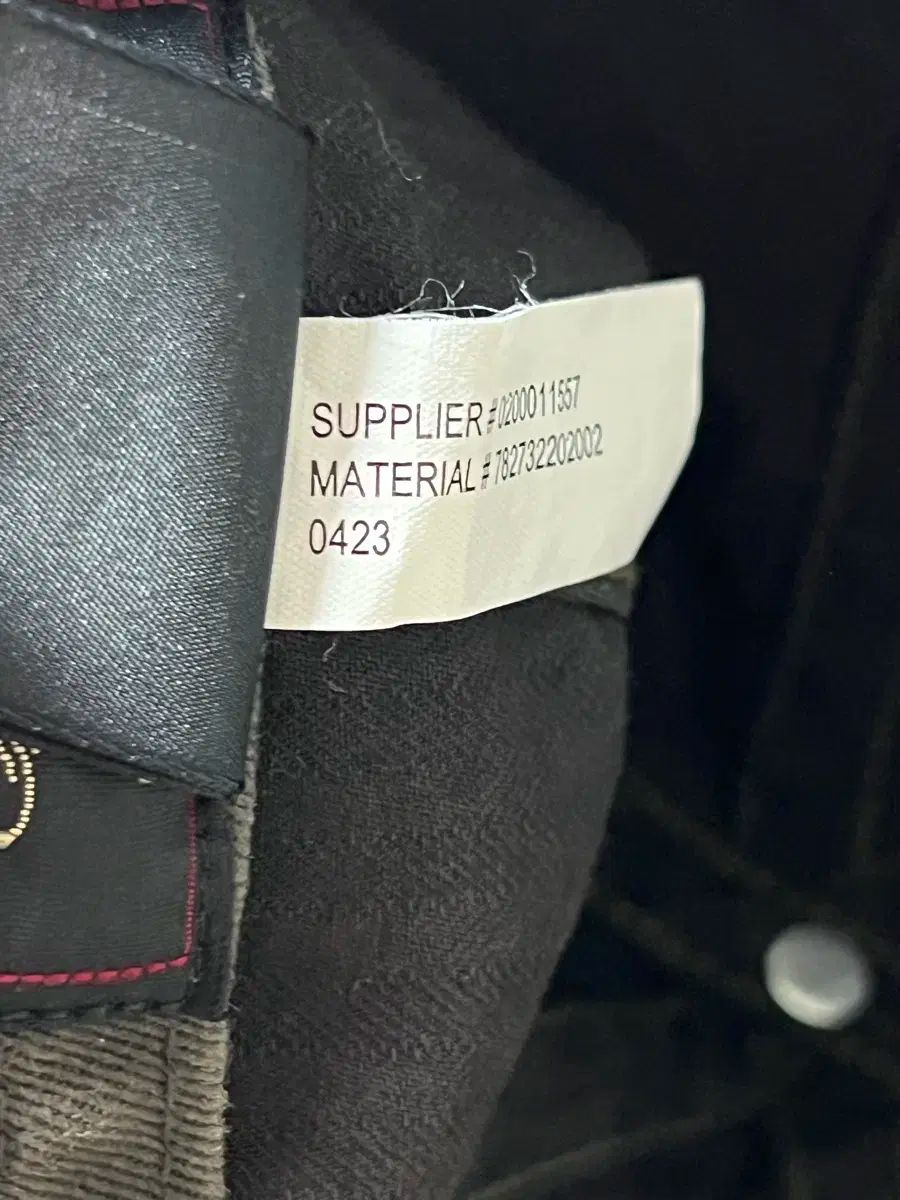 SUPPLIER #0200011557
MATERIAL # 782732202002
0423